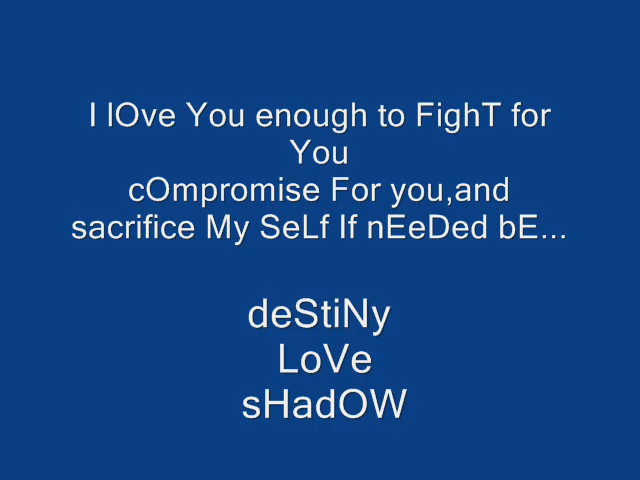 I lOve You enough to FighT for
You
cOmpromise For you,and
sacrifice My SeLf If nEeDed bE...
deStiNy
LoVe
sHadOW